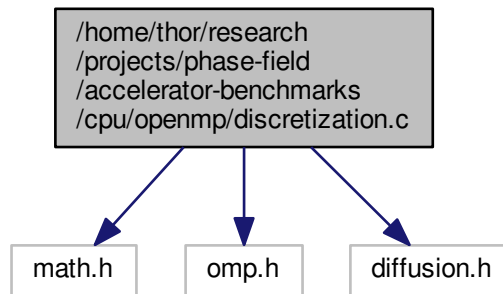 /home/thor/research
/projects/phase-field
/accelerator-benchmarks
/cpu/openmp/discretization.c
math.h
omp.h
diffusion.h